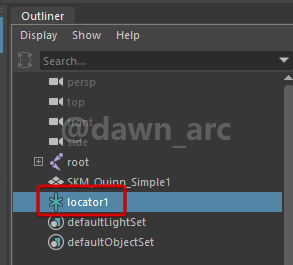 Outliner
Display Show Help
Search...
persp
top
front
side
@dawn_arc
root
SKM_Quinn_Simple1
locator1
defaultLightSet
defaultObjectSet